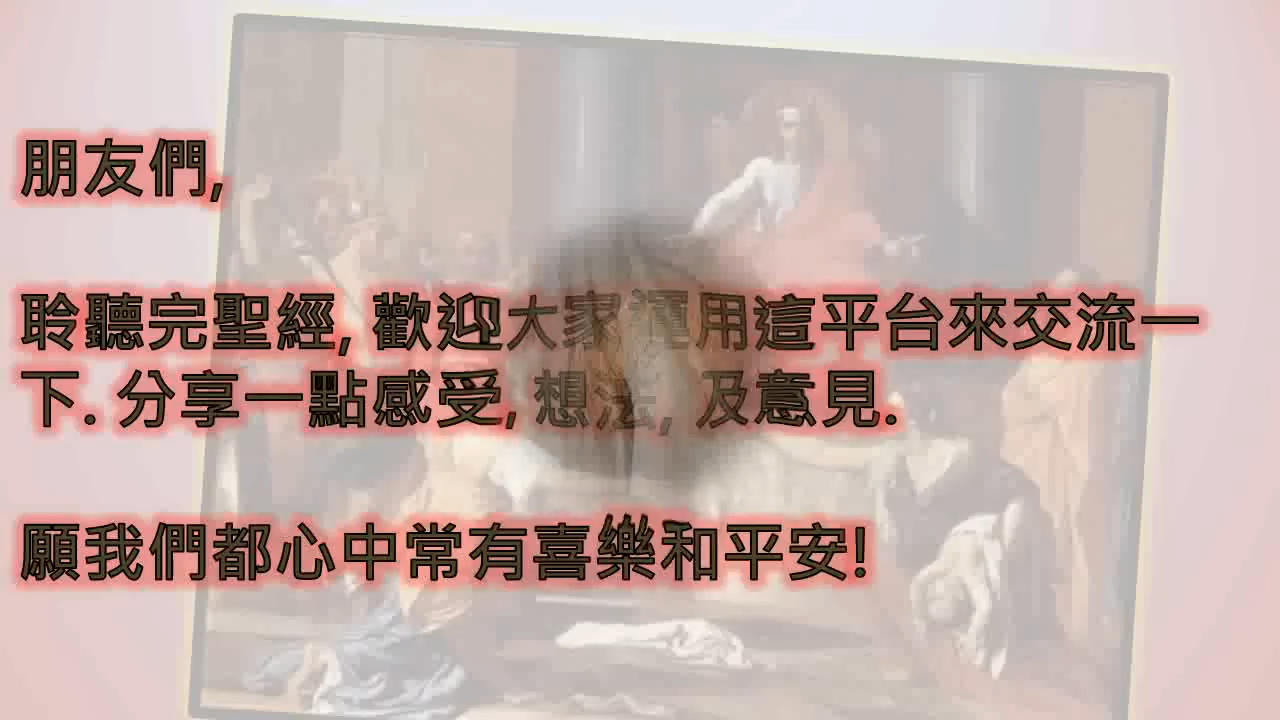 朋友們,
聆聽完聖經, 歡迎大家運用這平台來交流一
下. 分享一點感受, 想法, 及意見.
願我們都心中常有喜樂和平安!